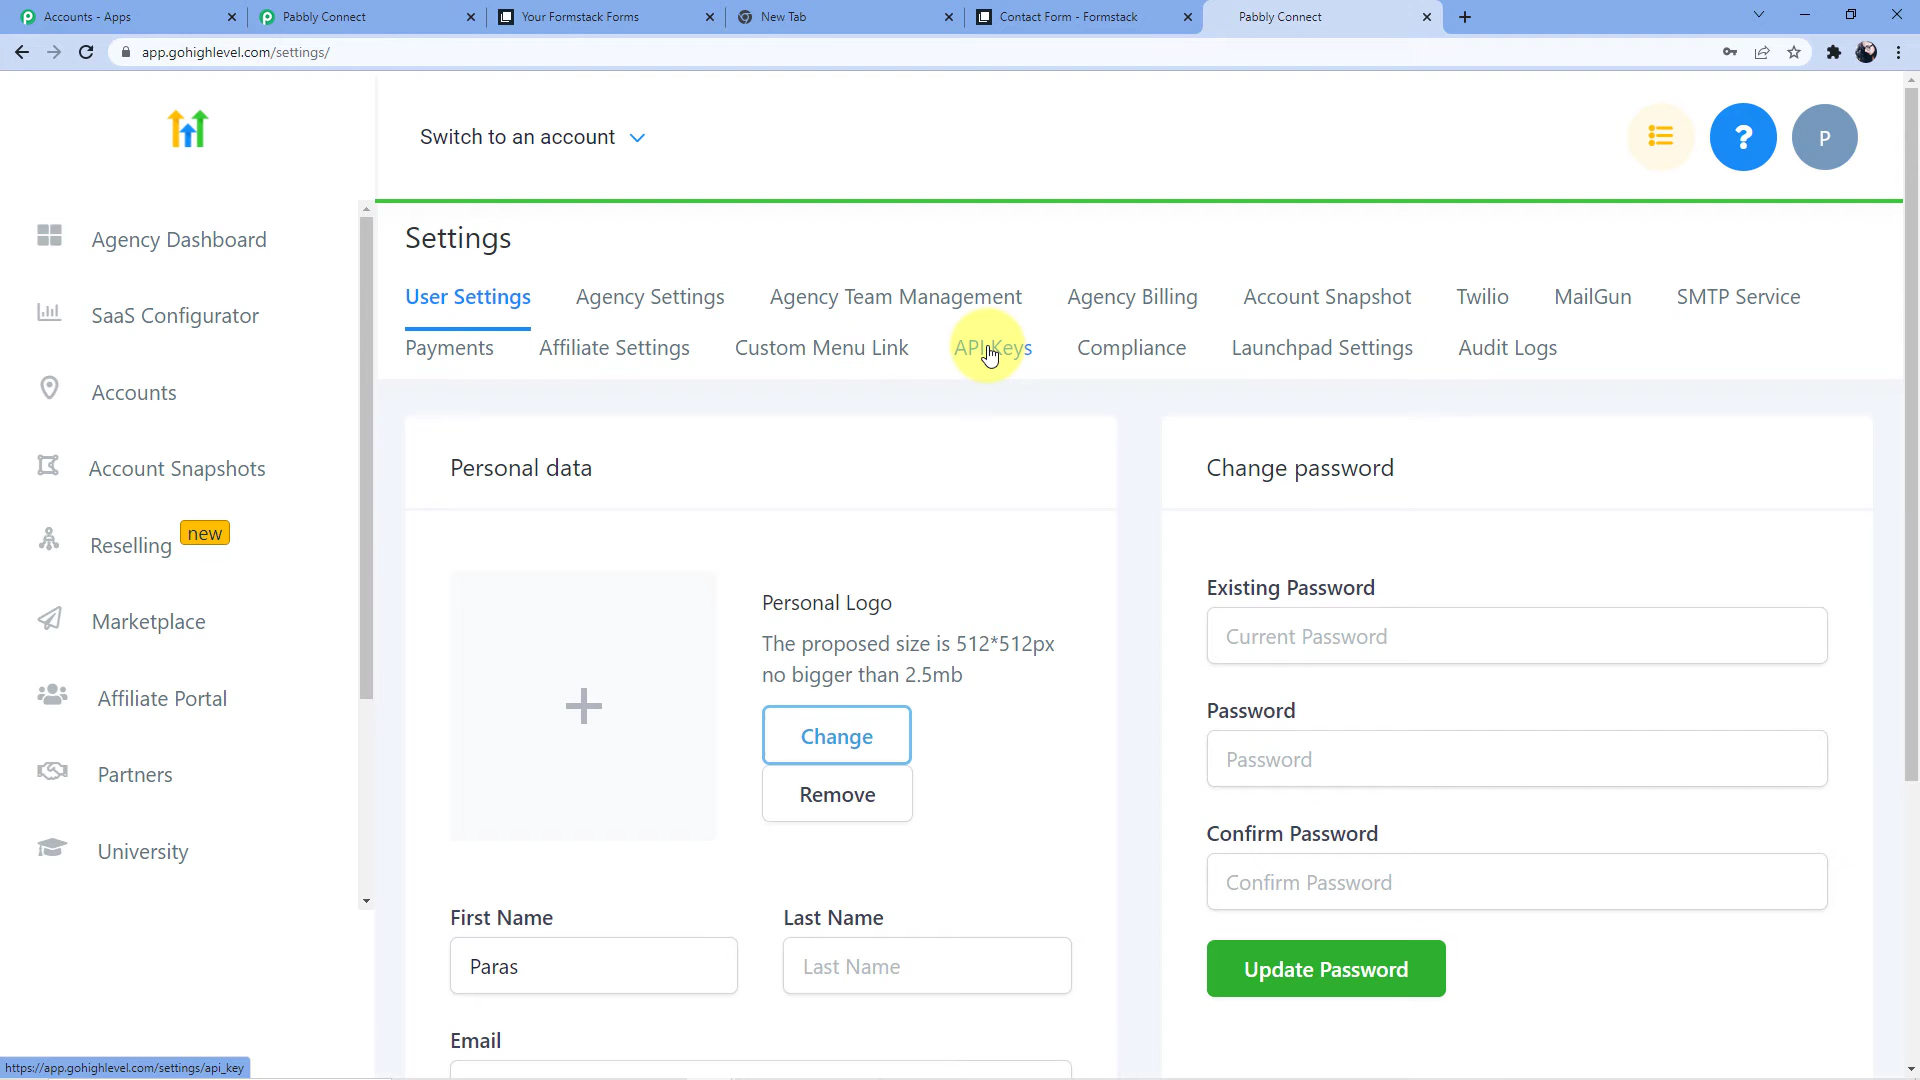 Accounts - Apps
Pabbly Connect
Your Formstack Forms
New Tab
Contact Form - Formstack
Pabbly Connect
app.gohighlevel.com/settings/
Switch to an account
?
P
Agency Dashboard
SaaS Configurator
Accounts
Account Snapshots
Reselling new
Marketplace
Affiliate Portal
Partners
University
Settings
User Settings Agency Settings Agency Team Management Agency Billing Account Snapshot Twilio MailGun SMTP Service
Payments Affiliate Settings Custom Menu Link API Keys Compliance Launchpad Settings Audit Logs
Personal data
Personal Logo
The proposed size is 512*512px
no bigger than 2.5mb
Change
Remove
First Name
Last Name
Paras
Last Name
Email
Change password
Existing Password
Current Password
Password
Password
Confirm Password
Confirm Password
Update Password
https://app.gohighlevel.com/settings/api_key